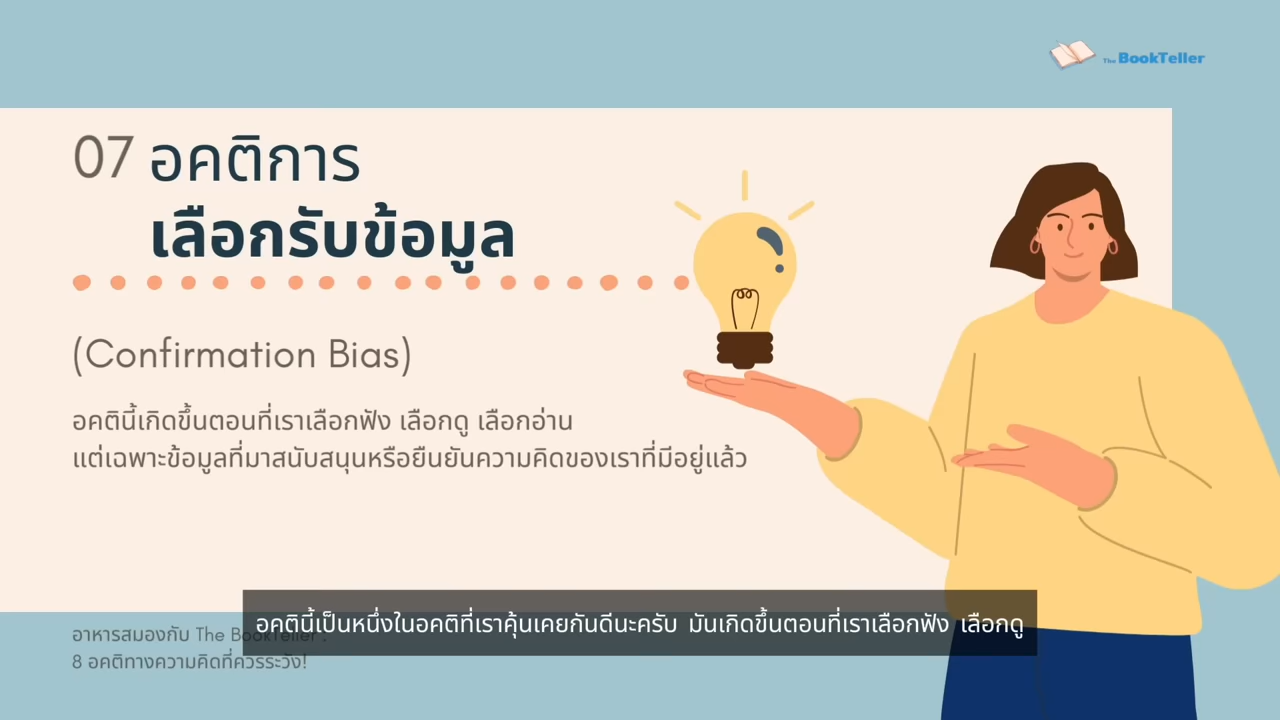 The BookTeller
07 อคติการ
เลือกรับข้อมูล
(Confirmation Bias)
อคตินี้เกิดขึ้นตอนที่เราเลือกฟัง เลือกดู เลือกอ่าน
แต่เฉพาะข้อมูลที่มาสนับสนุนหรือยืนยันความคิดของเราที่มีอยู่แล้ว
อคตินี้เป็นหนึ่งในอคติที่เราคุ้นเคยกันดีนะครับ มันเกิดขึ้นตอนที่เราเลือกฟัง เลือกดู
อาหารสมองกับ The BookTeller :
8 อคติทางความคิดที่ควรระวัง!